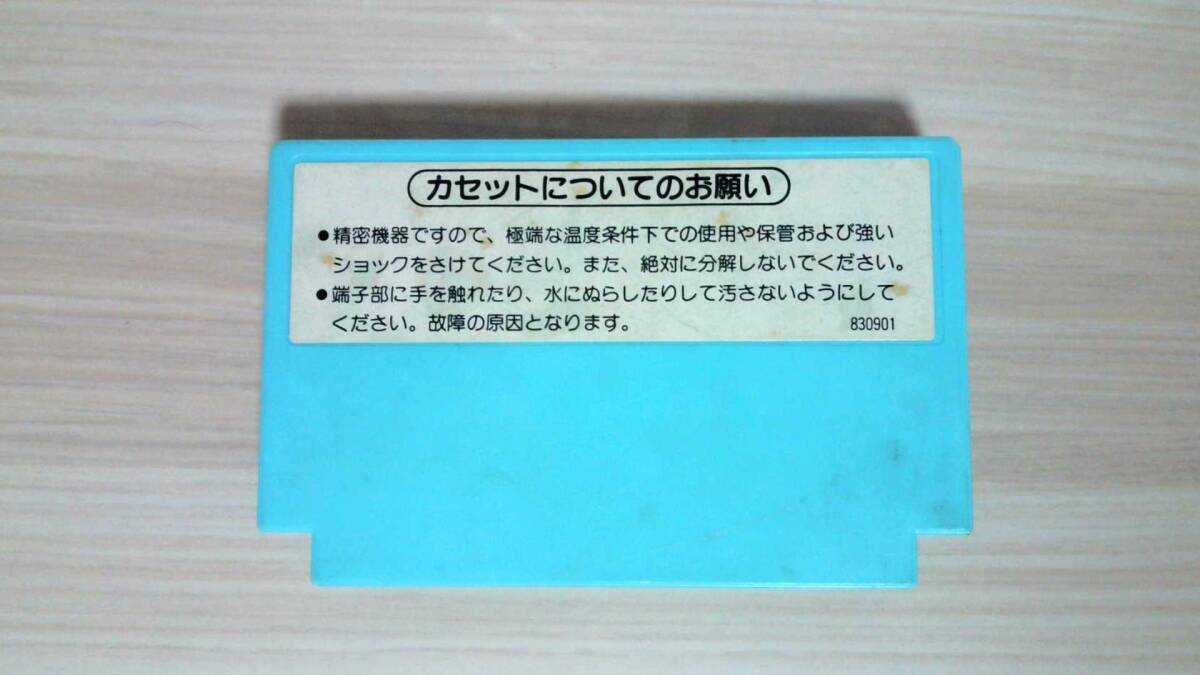 カセットについてのお願い
●精密機器ですので、極端な温度条件下での使用や保管および強い
ショックをさけてください。また、絶対に分解しないでください。
●端子部に手を触れたり、水にぬらしたりして汚さないようにして
ください。故障の原因となります。 830901